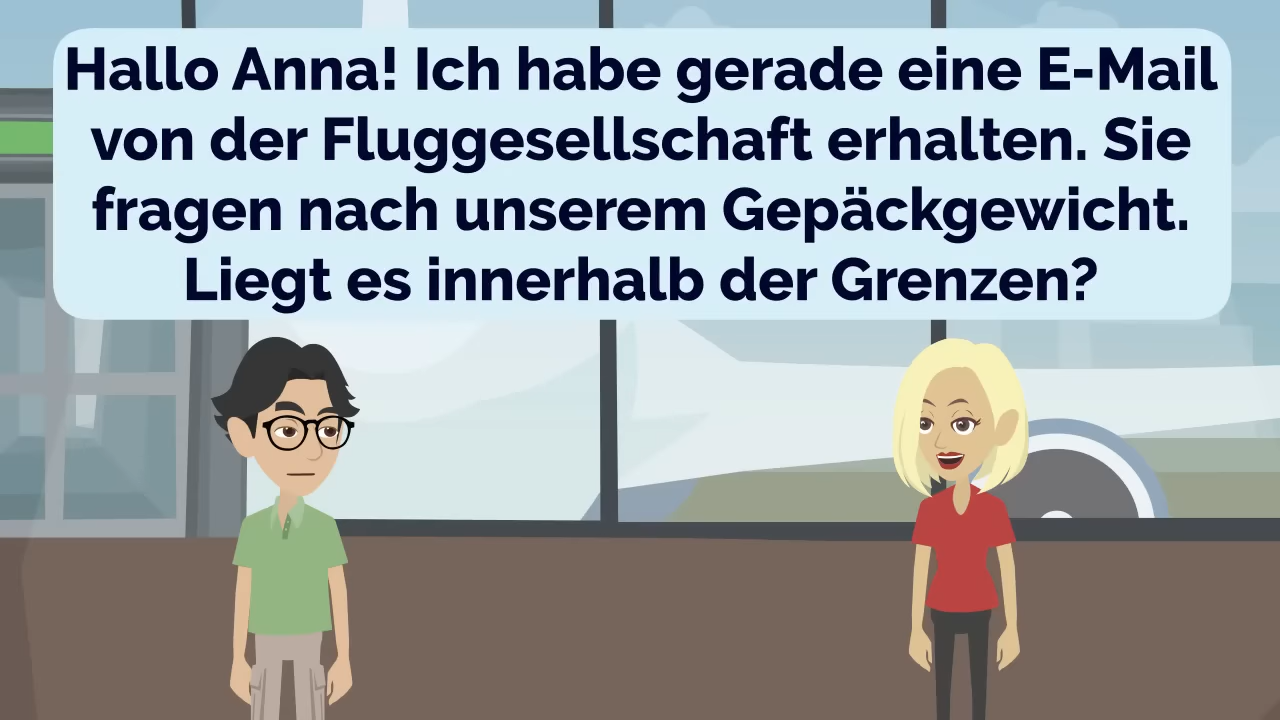 Hallo Anna! Ich habe gerade eine E-Mail
von der Fluggesellschaft erhalten. Sie
fragen nach unserem Gepäckgewicht.
Liegt es innerhalb der Grenzen?